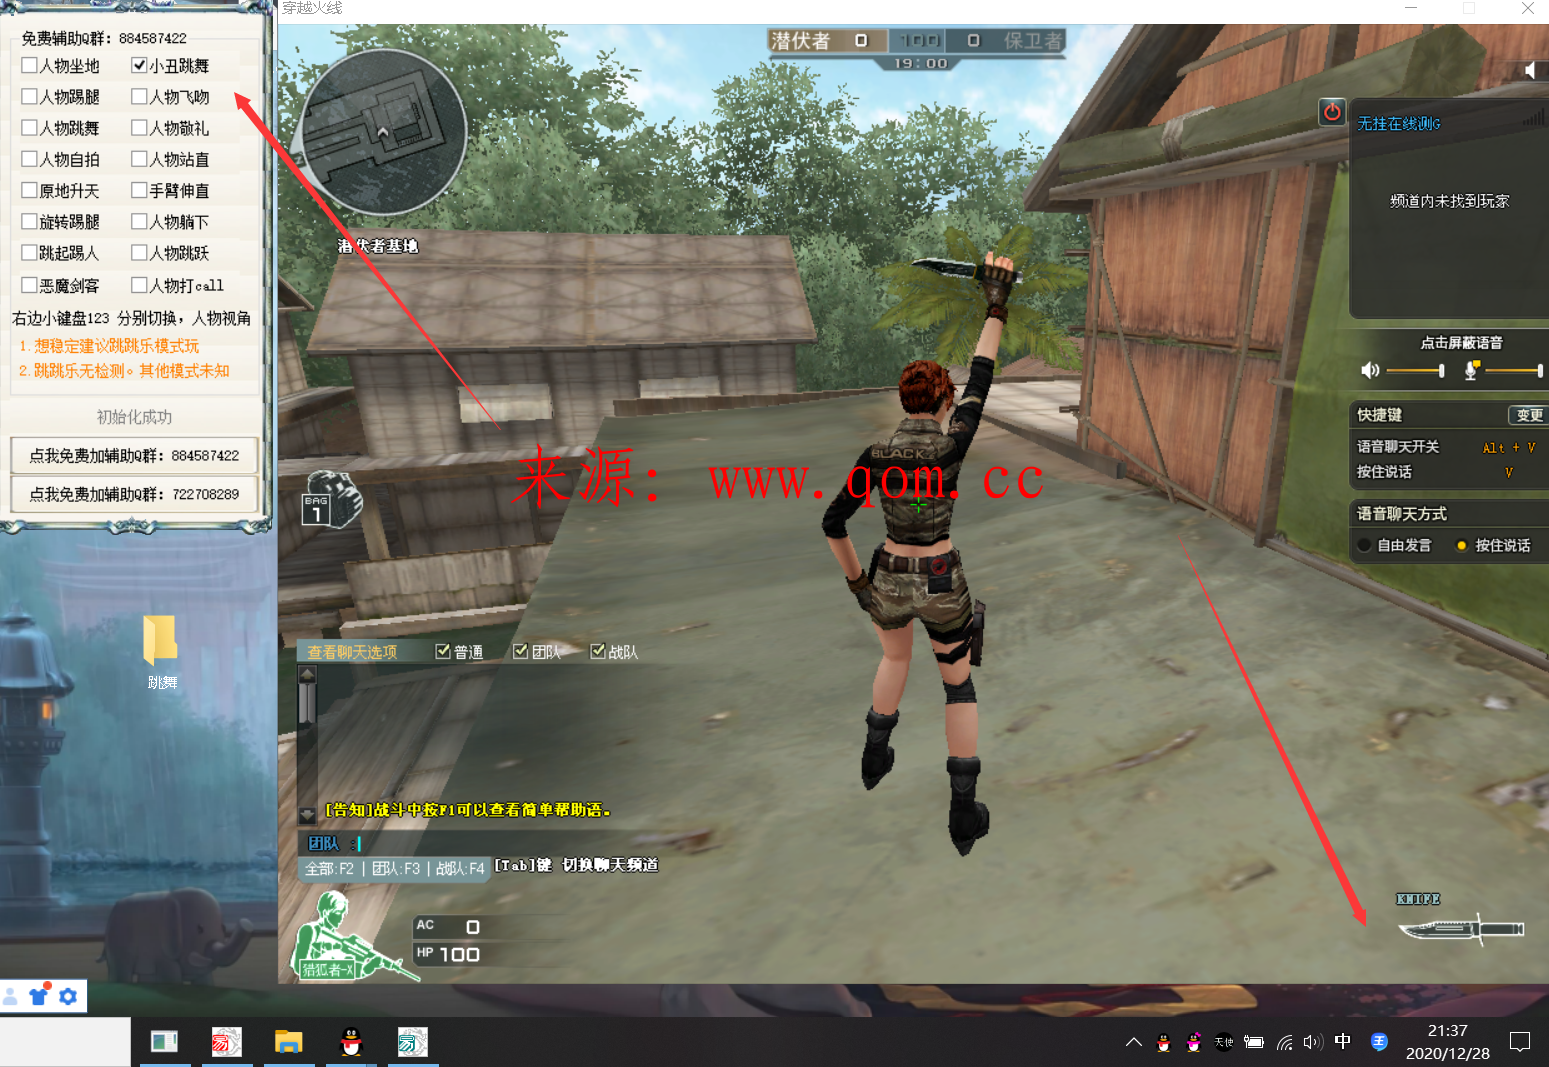 穿越火线
免费辅助Q群：884587422
人物坐地 小丑跳舞
人物踢腿 人物飞吻
人物跳舞 人物敬礼
人物自拍 人物站直
原地升天 手臂伸直
旋转踢腿 人物躺下
跳起踢人 人物跳跃
恶魔剑客 人物打call
右边小键盘123 分别切换，人物视角
1.想稳定建议跳跳乐模式玩
2.跳跳乐无检测。其他模式未知
初始化成功
点我免费加辅助Q群：884587422
点我免费加辅助Q群：722708289
跳舞
潜伏者 0 100 0 保卫者
19:00
潜伏者基地
无挂在线测G
频道内未找到玩家
点击屏蔽语音
快捷键 变更
语音聊天开关 Alt + V
按住说话 V
语音聊天方式
自由发言 按住说话
BLACK
来源：www.qom.cc
BAG
1
查看聊天选项 普通 团队 战队
[告知]战斗中按F1可以查看简单帮助语。
团队 :
全部:F2 | 团队:F3 | 战队:F4 [Tab]键 切换聊天频道
猎狐者-X
AC 0
HP 100
KNIFE
易 易 天使 中 王
21:37
2020/12/28